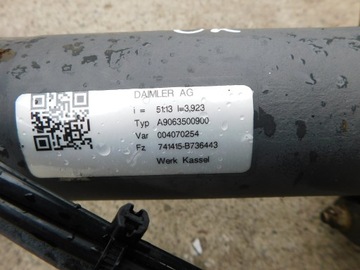 DAIMLER AG
i = 51:13 I=3,923
Typ A9063500900
Var 004070254
Fz 741415-B736443
Werk Kassel